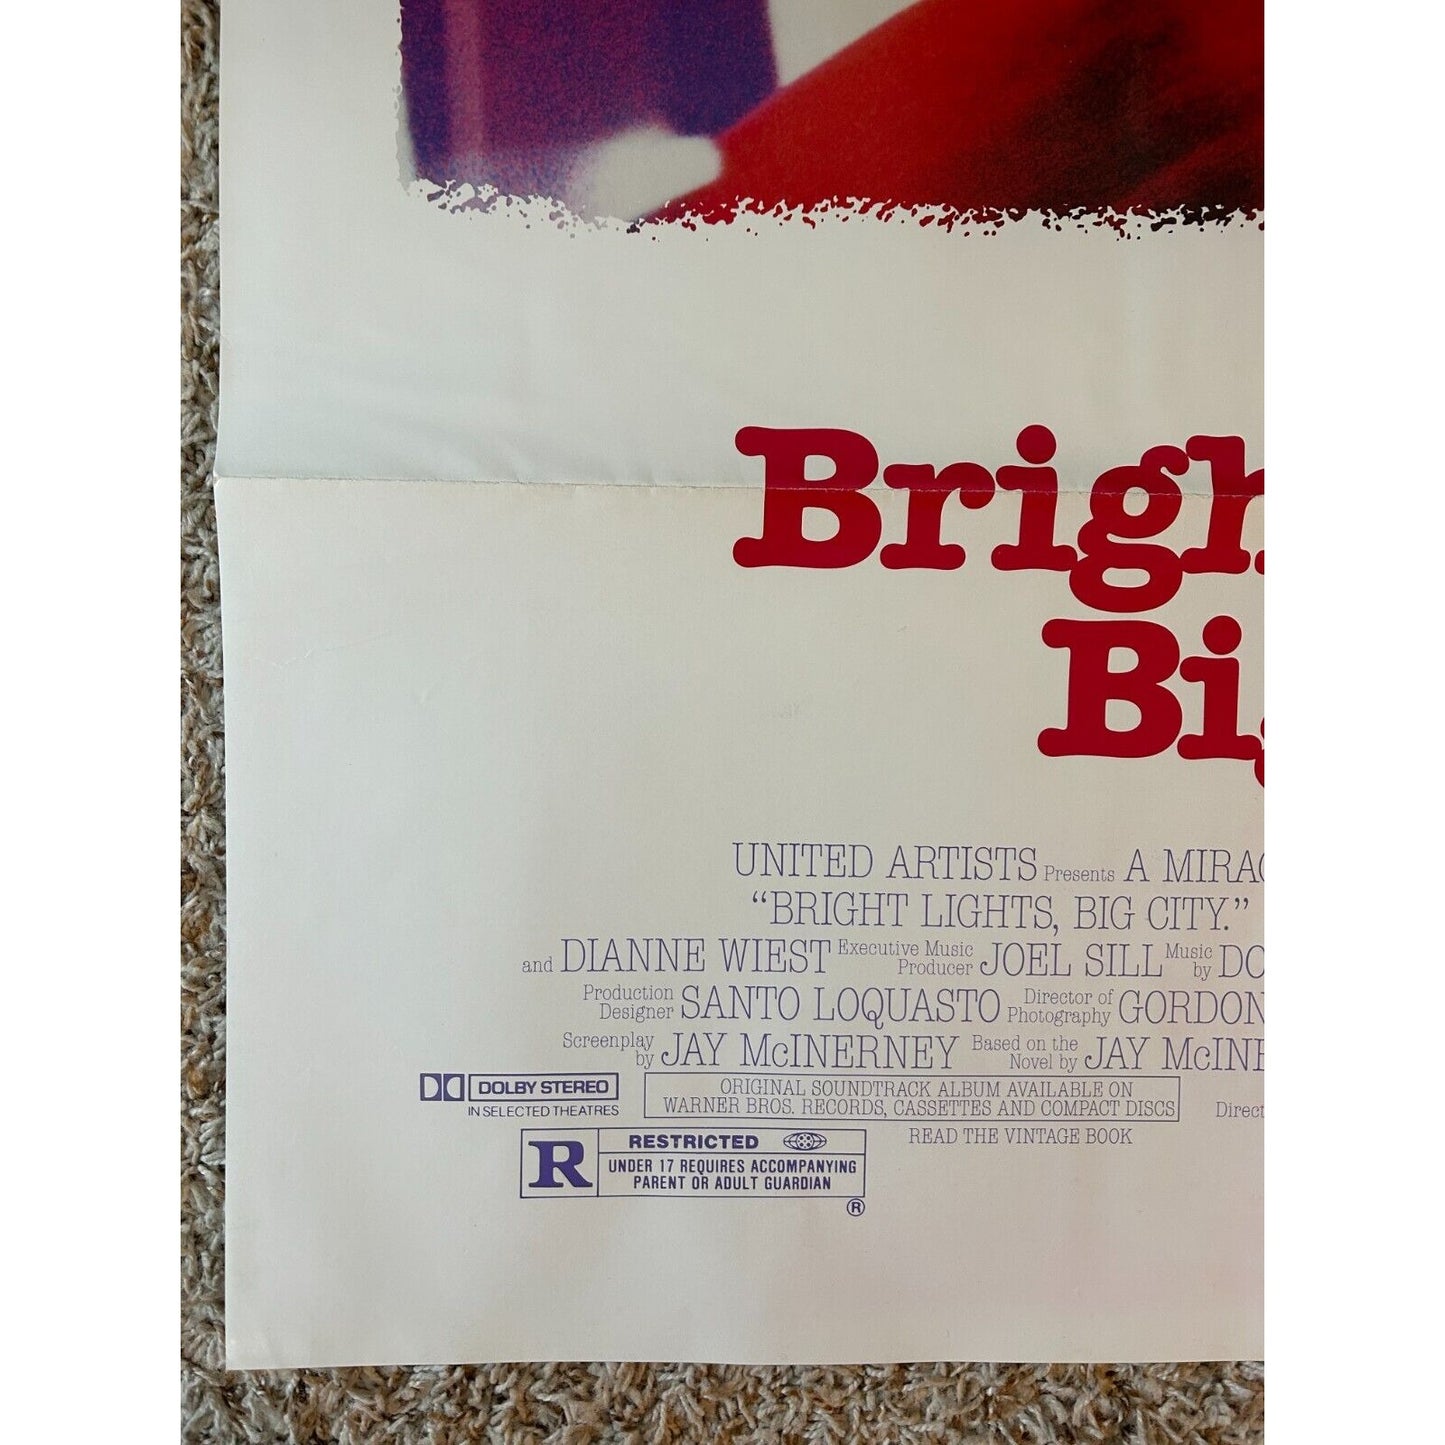 Brigh
Big
UNITED ARTISTS Presents A MIRAC
“BRIGHT LIGHTS, BIG CITY.”
and DIANNE WIEST Executive Music Producer JOEL SILL Music by DO
Production Designer SANTO LOQUASTO Director of Photography GORDON
Screenplay by JAY McINERNEY Based on the Novel by JAY McINE
DOLBY STEREO
IN SELECTED THEATRES
ORIGINAL SOUNDTRACK ALBUM AVAILABLE ON
WARNER BROS. RECORDS, CASSETTES AND COMPACT DISCS
Direct
READ THE VINTAGE BOOK
R
RESTRICTED
UNDER 17 REQUIRES ACCOMPANYING
PARENT OR ADULT GUARDIAN
®